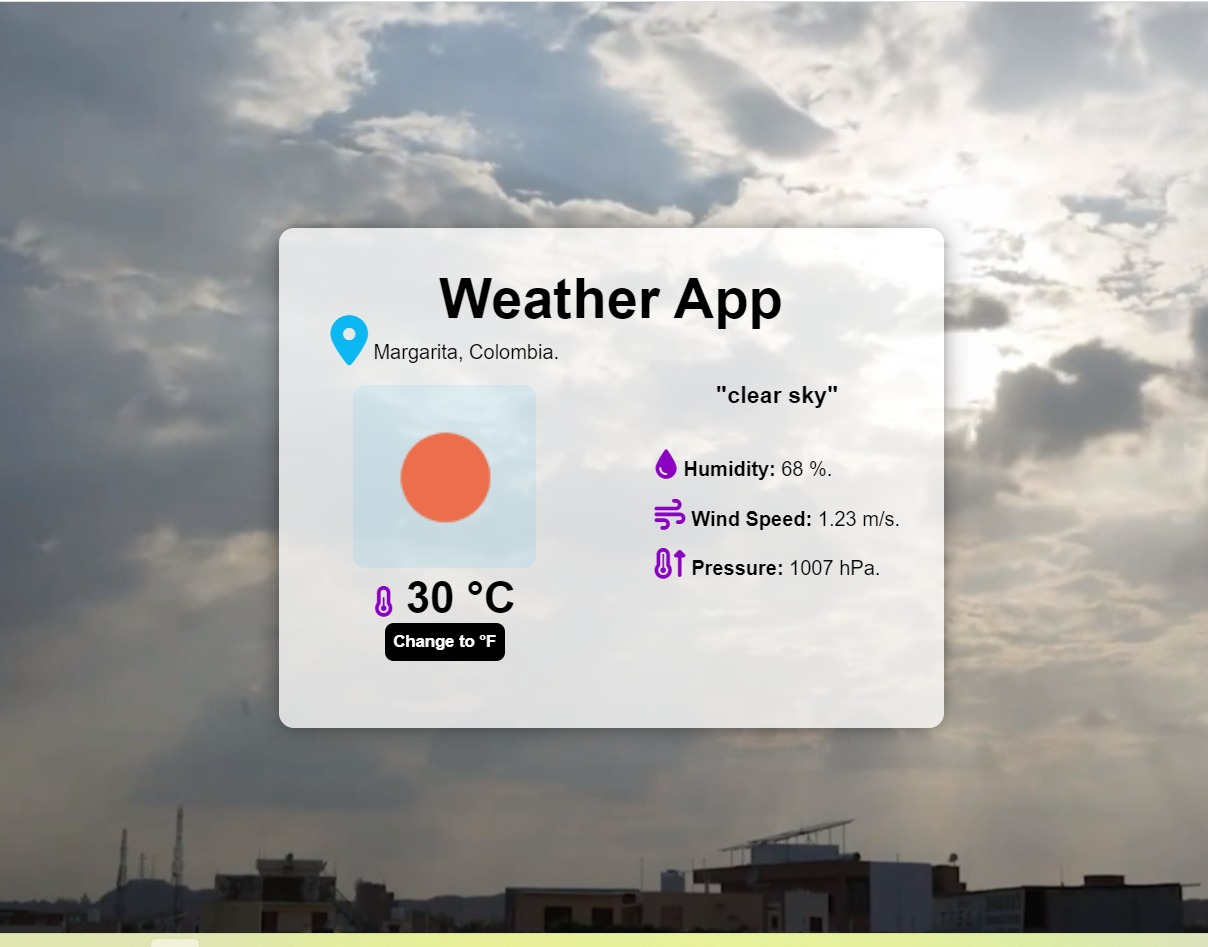 Weather App
Margarita, Colombia.
"clear sky"
Humidity: 68 %.
Wind Speed: 1.23 m/s.
Pressure: 1007 hPa.
30 °C
Change to °F